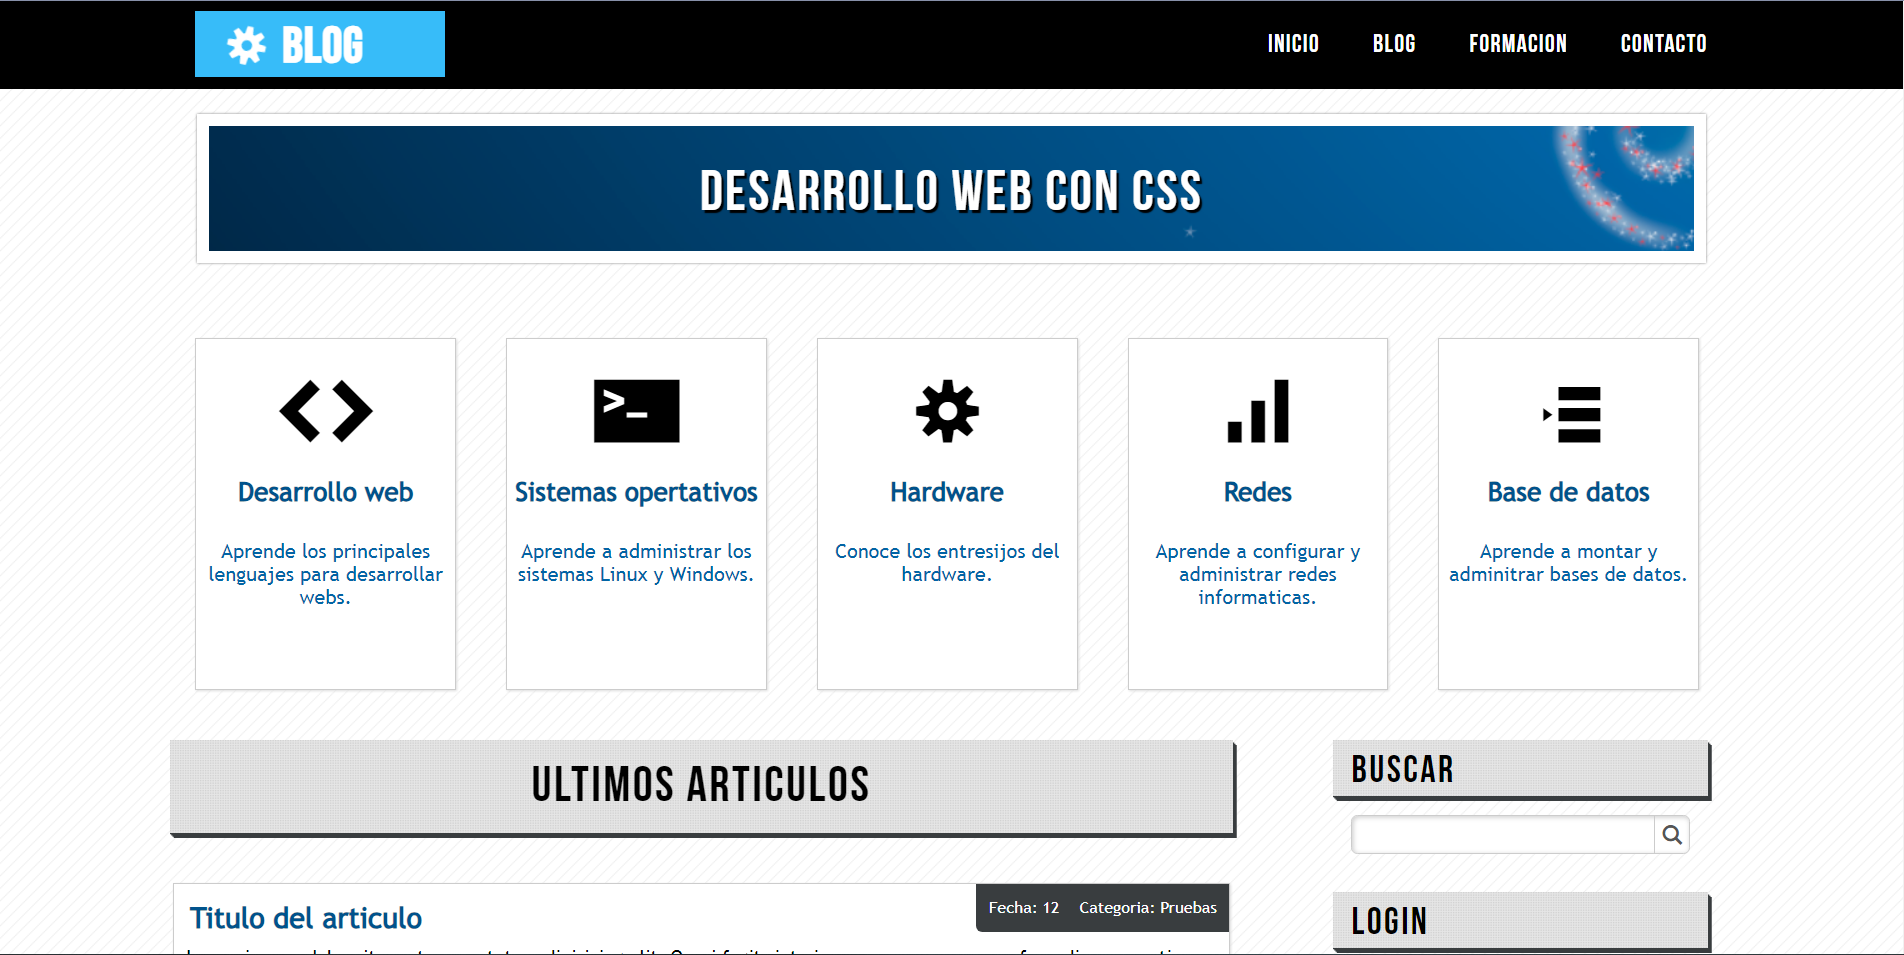 BLOG
INICIO BLOG FORMACION CONTACTO
DESARROLLO WEB CON CSS
>_
Desarrollo web
Aprende los principales
lenguajes para desarrollar
webs.
Sistemas opertativos
Aprende a administrar los
sistemas Linux y Windows.
Hardware
Conoce los entresijos del
hardware.
Redes
Aprende a configurar y
administrar redes
informaticas.
Base de datos
Aprende a montar y
adminitrar bases de datos.
ULTIMOS ARTICULOS
Titulo del articulo
Fecha: 12 Categoria: Pruebas
BUSCAR
LOGIN